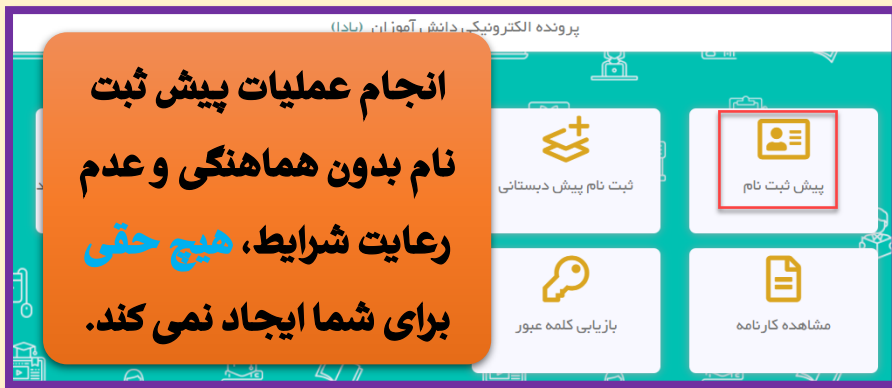 پرونده الکترونیکی دانش آموزان (پادا)
انجام عملیات پیش ثبت
نام بدون هماهنگی و عدم
رعایت شرایط، هیچ حقی
برای شما ایجاد نمی کند.
پیش ثبت نام
ثبت نام پیش دبستانی
مشاهده کارنامه
بازیابی کلمه عبور